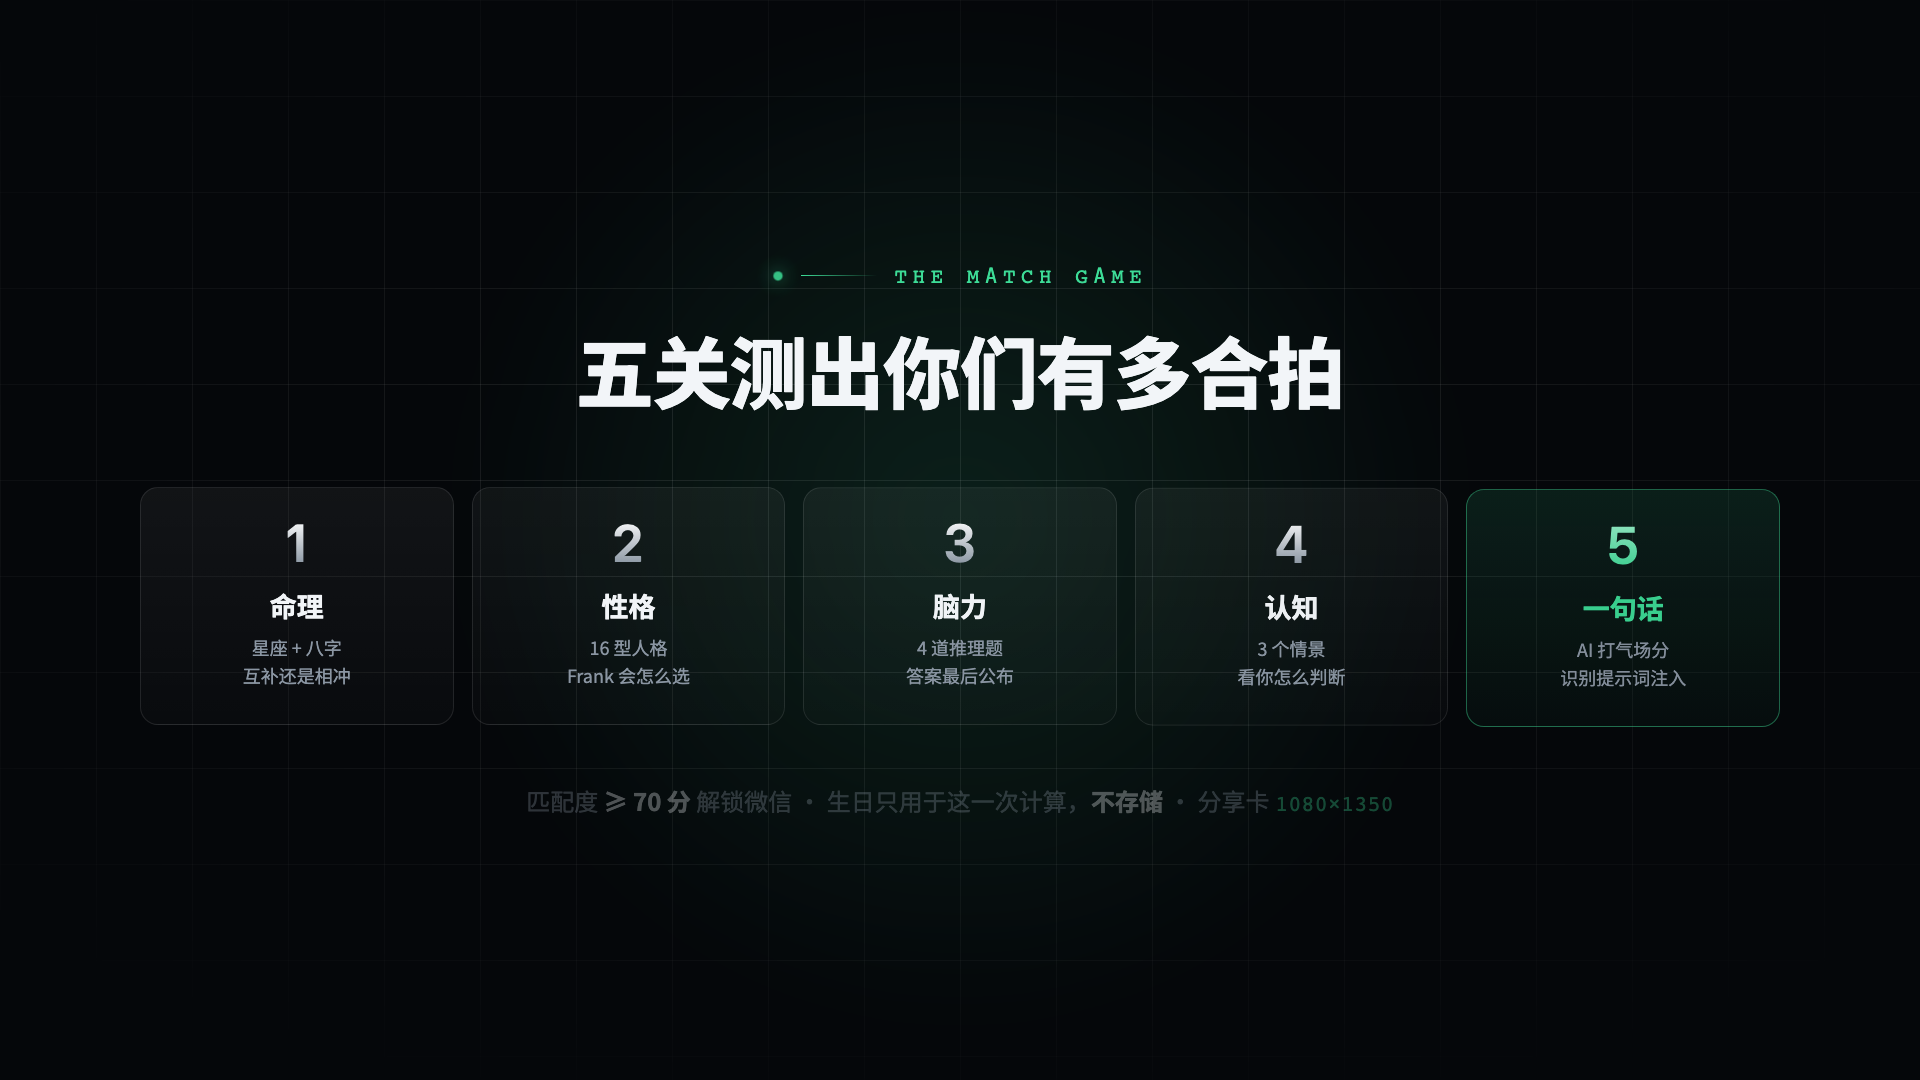 THE MATCH GAME
五关测出你们有多合拍
1
命理
星座 + 八字
互补还是相冲
2
性格
16 型人格
Frank 会怎么选
3
脑力
4 道推理题
答案最后公布
4
认知
3 个情景
看你怎么判断
5
一句话
AI 打气场分
识别提示词注入
匹配度 ≥ 70 分 解锁微信 · 生日只用于这一次计算，不存储 · 分享卡 1080×1350